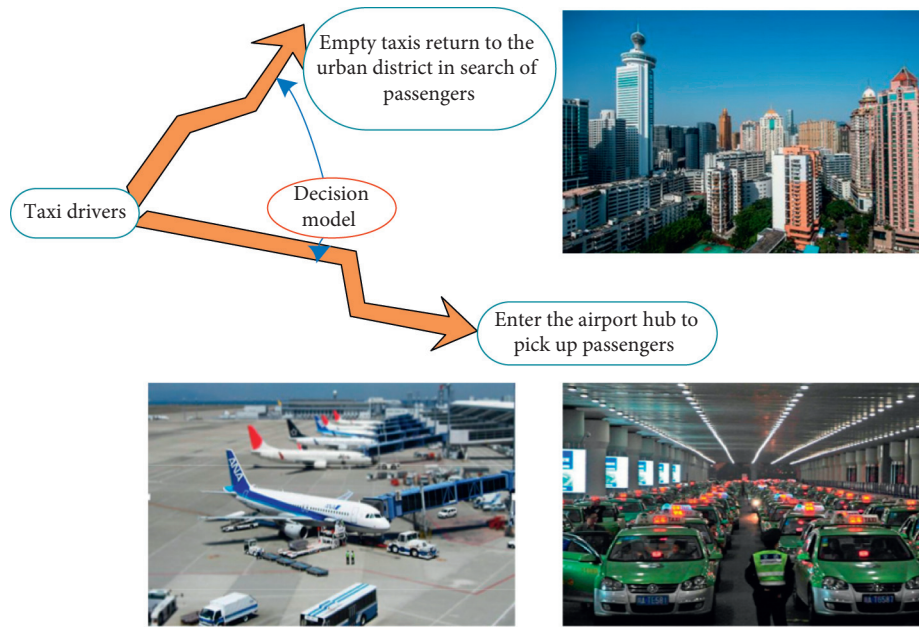 Empty taxis return to the
urban district in search of
passengers
Decision
model
Taxi drivers
Enter the airport hub to
pick up passengers
ANA